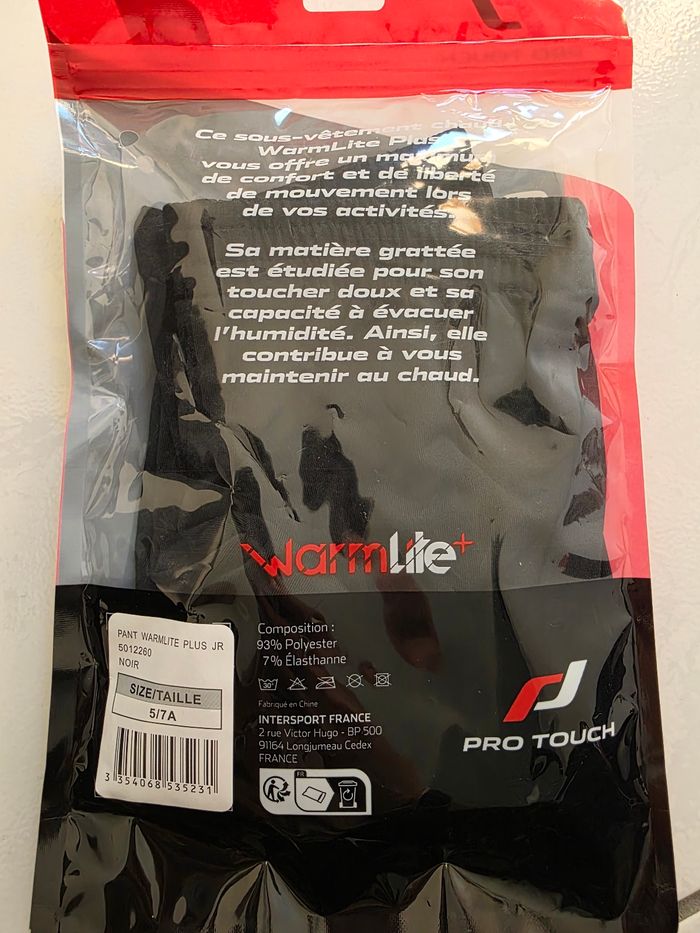 Ce sous-vêtement chaud
WarmLite Plus
vous offre un maximum
de confort et de liberté
de mouvement lors
de vos activités.
Sa matière grattée
est étudiée pour son
toucher doux et sa
capacité à évacuer
l'humidité. Ainsi, elle
contribue à vous
maintenir au chaud.
warmLite+
PANT WARMLITE PLUS JR
5012260
NOIR
SIZE/TAILLE
5/7A
3 354068 535231
Composition :
93% Polyester
7% Élasthanne
30°
Fabriqué en Chine
INTERSPORT FRANCE
2 rue Victor Hugo - BP 500
91164 Longjumeau Cedex
FRANCE
FR
PRO TOUCH